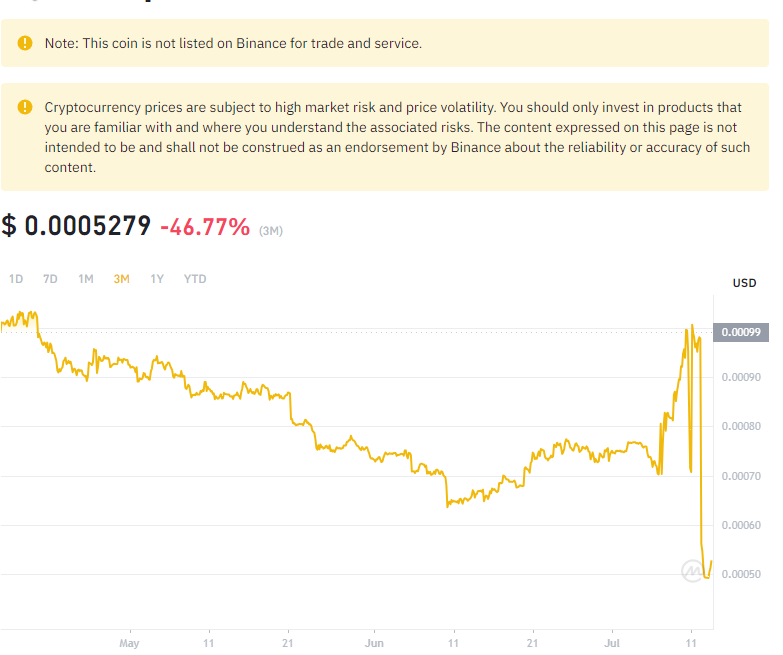 Note: This coin is not listed on Binance for trade and service.
Cryptocurrency prices are subject to high market risk and price volatility. You should only invest in products that
you are familiar with and where you understand the associated risks. The content expressed on this page is not
intended to be and shall not be construed as an endorsement by Binance about the reliability or accuracy of such
content.
$ 0.0005279 -46.77% (3M)
1D 7D 1M 3M 1Y YTD
USD
0.00099
0.00090
0.00080
0.00070
0.00060
0.00050
May 11 21 Jun 11 21 Jul 11